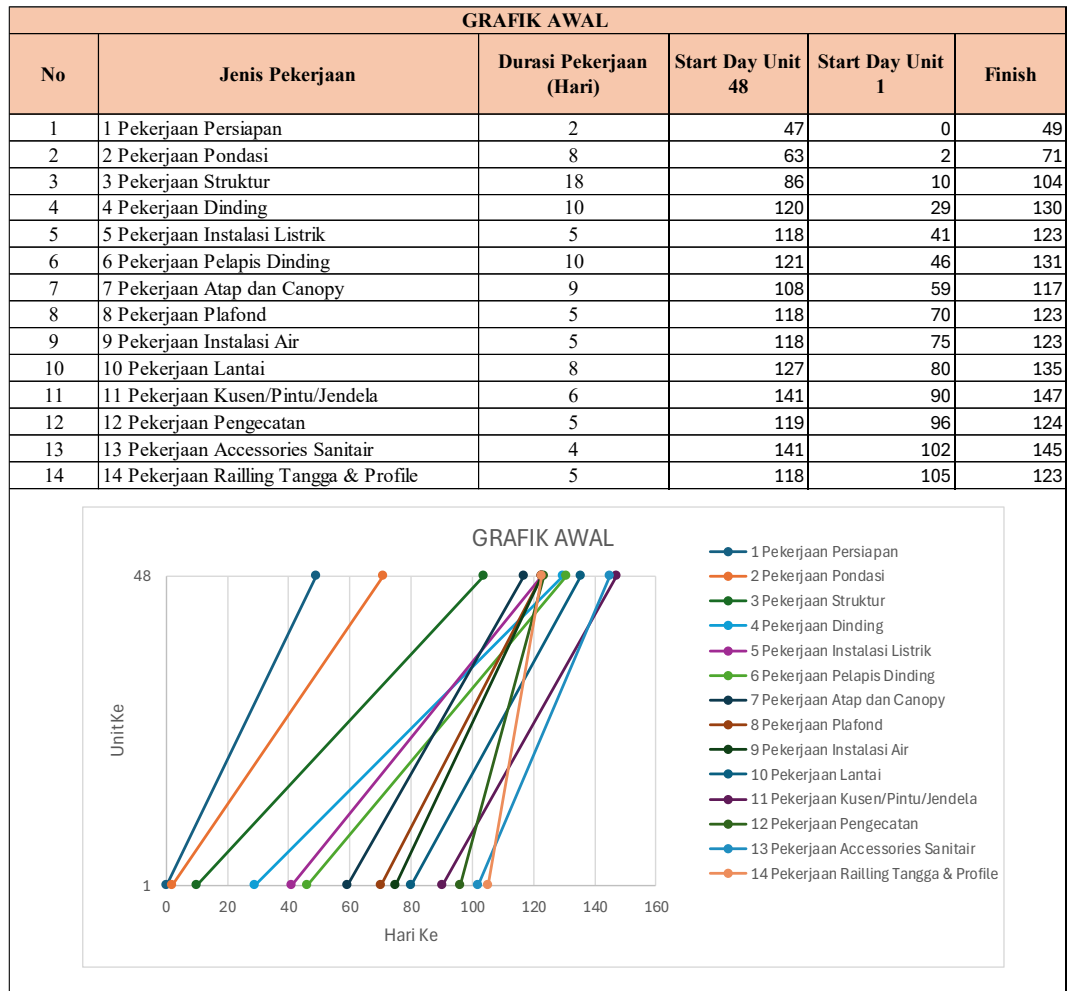 GRAFIK AWAL
No Jenis Pekerjaan Durasi Pekerjaan (Hari) Start Day Unit 48 Start Day Unit 1 Finish
1 1 Pekerjaan Persiapan 2 47 0 49
2 2 Pekerjaan Pondasi 8 63 2 71
3 3 Pekerjaan Struktur 18 86 10 104
4 4 Pekerjaan Dinding 10 120 29 130
5 5 Pekerjaan Instalasi Listrik 5 118 41 123
6 6 Pekerjaan Pelapis Dinding 10 121 46 131
7 7 Pekerjaan Atap dan Canopy 9 108 59 117
8 8 Pekerjaan Plafond 5 118 70 123
9 9 Pekerjaan Instalasi Air 5 118 75 123
10 10 Pekerjaan Lantai 8 127 80 135
11 11 Pekerjaan Kusen/Pintu/Jendela 6 141 90 147
12 12 Pekerjaan Pengecatan 5 119 96 124
13 13 Pekerjaan Accessories Sanitair 4 141 102 145
14 14 Pekerjaan Railling Tangga & Profile 5 118 105 123
GRAFIK AWAL
48
1
Unit Ke
0 20 40 60 80 100 120 140 160
Hari Ke
1 Pekerjaan Persiapan
2 Pekerjaan Pondasi
3 Pekerjaan Struktur
4 Pekerjaan Dinding
5 Pekerjaan Instalasi Listrik
6 Pekerjaan Pelapis Dinding
7 Pekerjaan Atap dan Canopy
8 Pekerjaan Plafond
9 Pekerjaan Instalasi Air
10 Pekerjaan Lantai
11 Pekerjaan Kusen/Pintu/Jendela
12 Pekerjaan Pengecatan
13 Pekerjaan Accessories Sanitair
14 Pekerjaan Railling Tangga & Profile